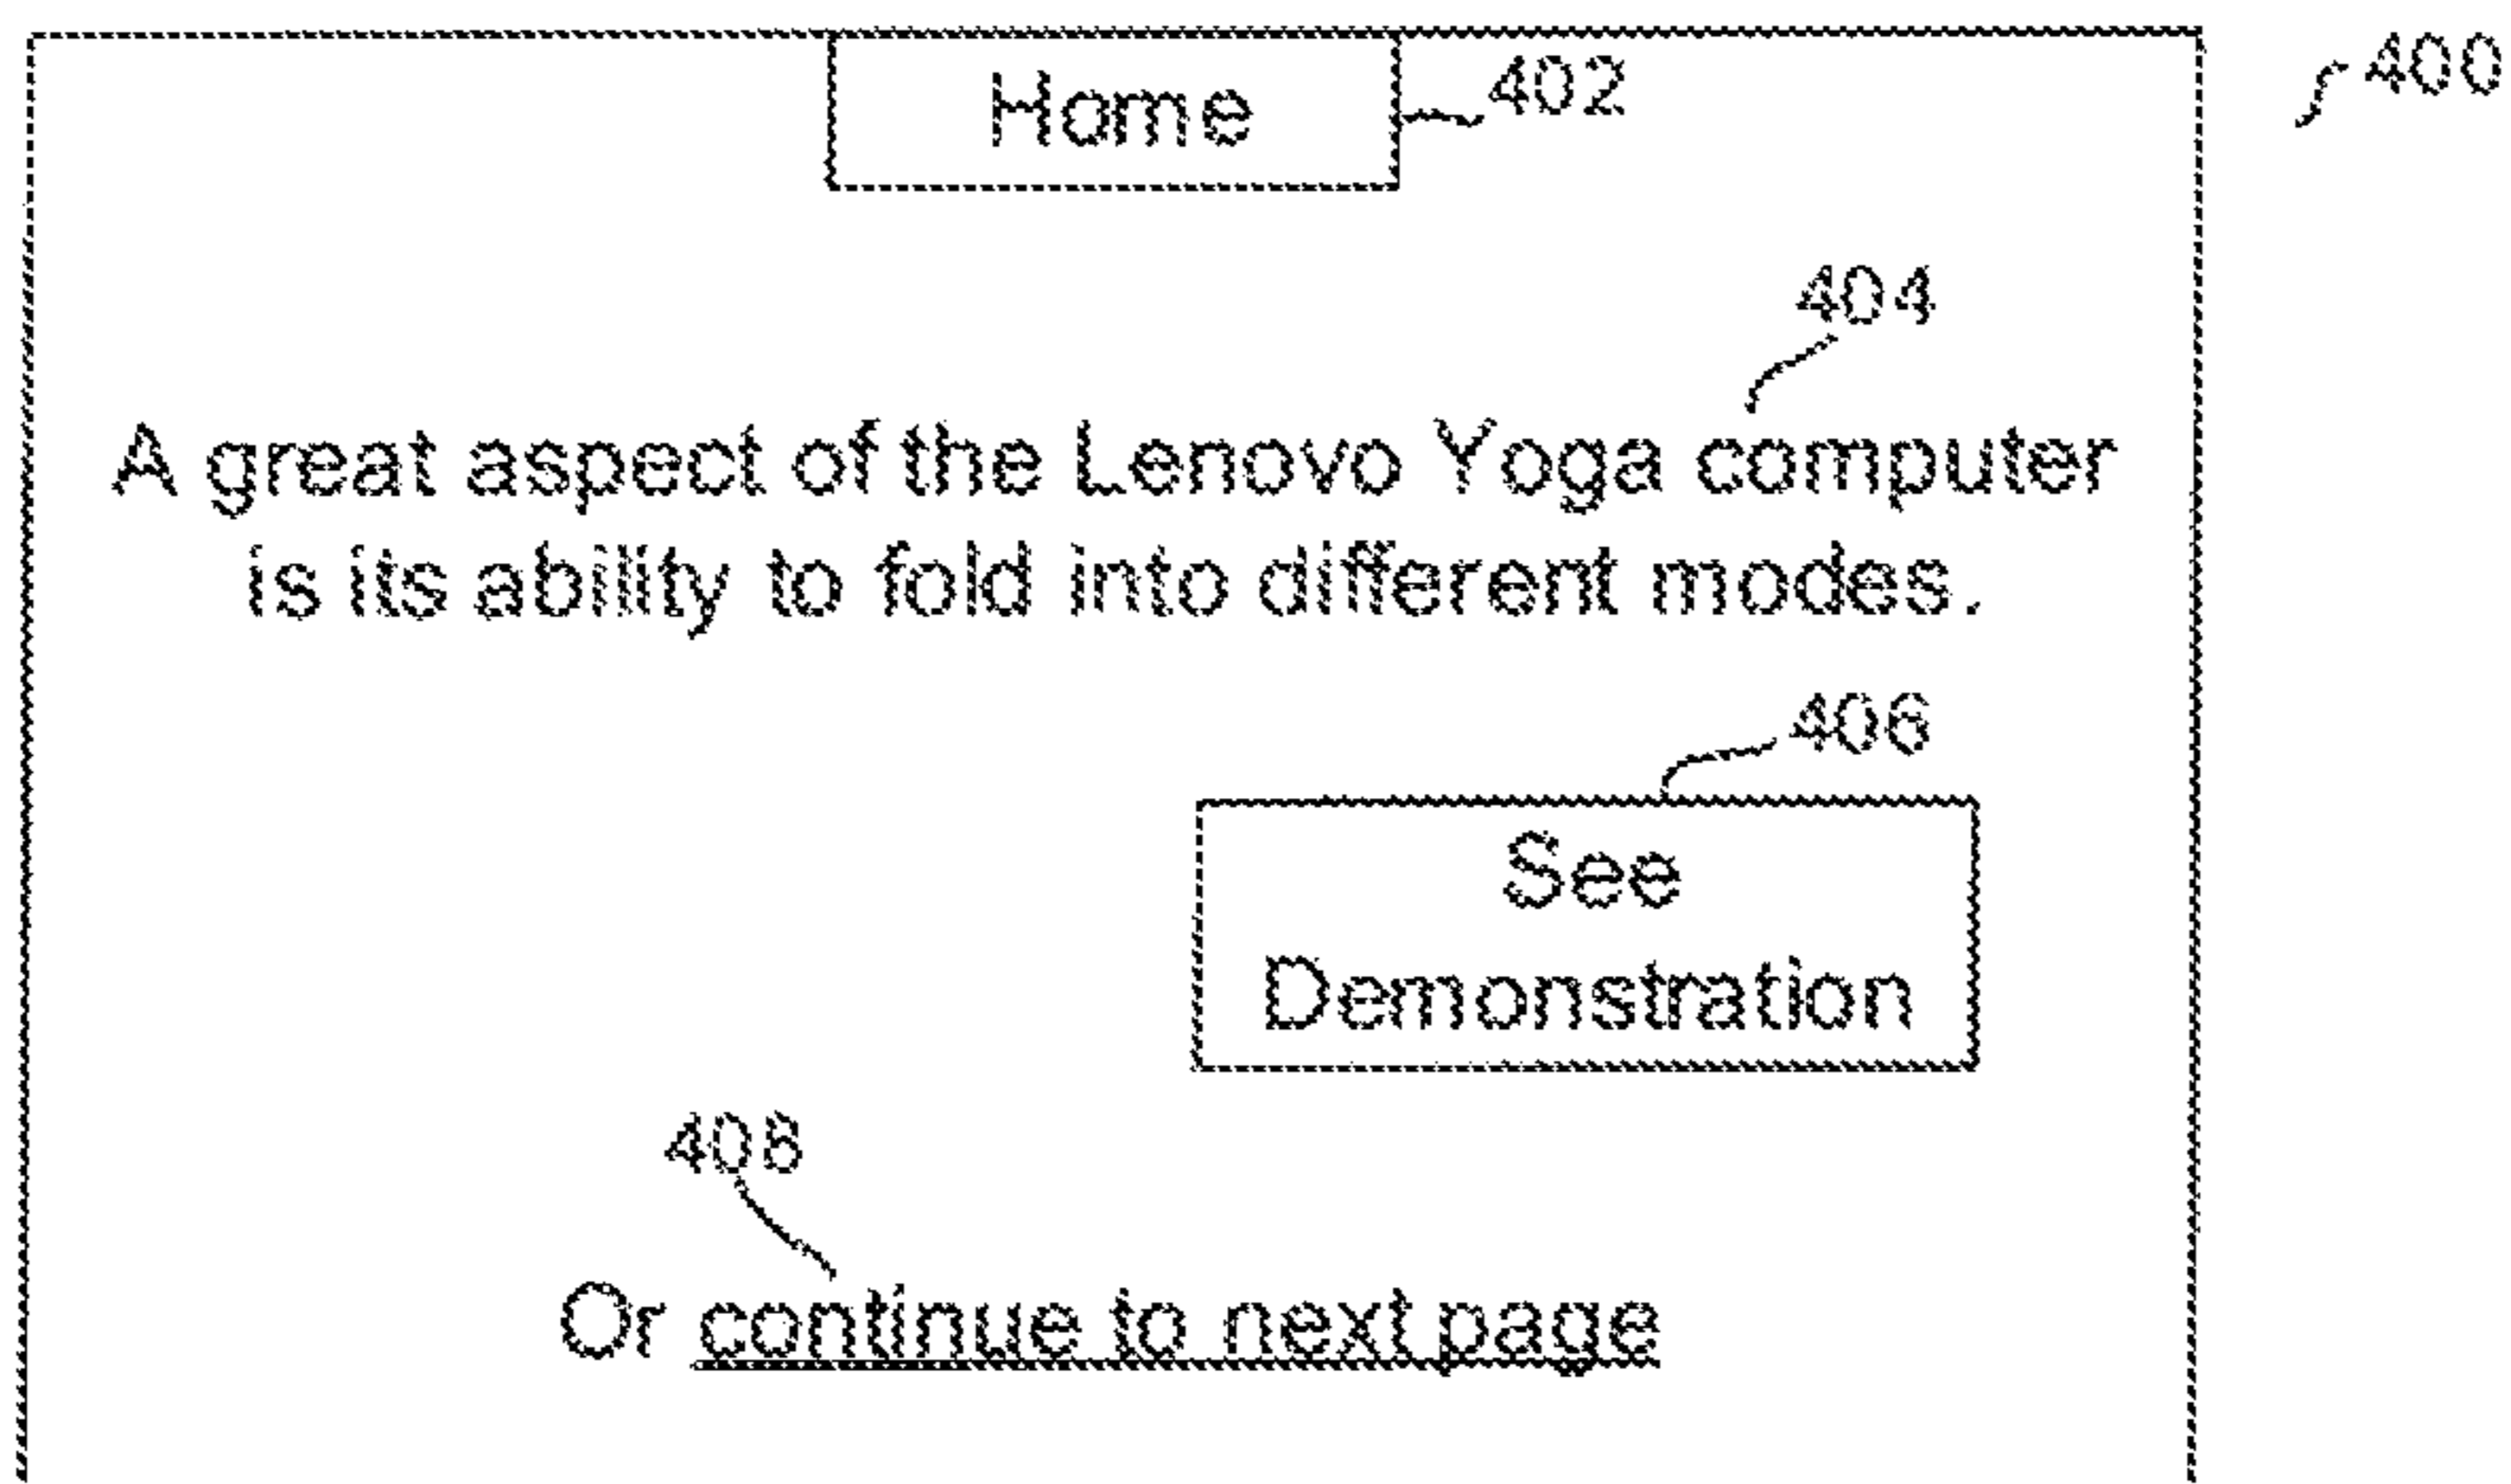 Home 402 400
404
A great aspect of the Lenovo Yoga computer
is its ability to fold into different modes.
406
See
Demonstration
408
Or continue to next page